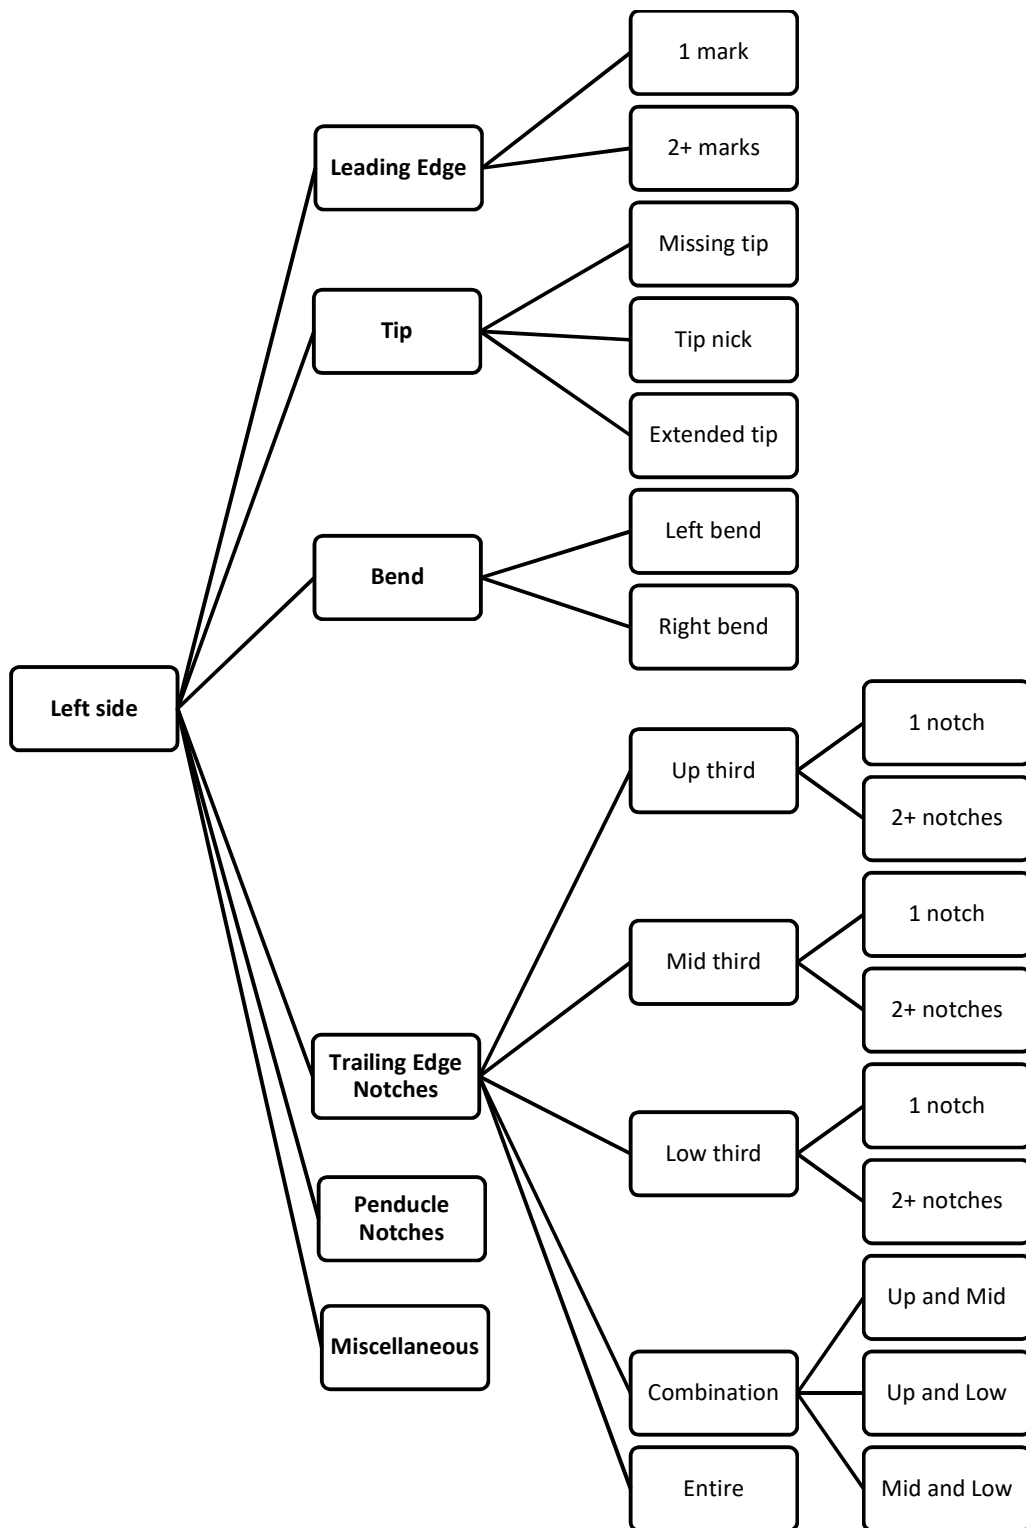 1 mark
Leading Edge
2+ marks
Missing tip
Tip
Tip nick
Extended tip
Left bend
Bend
Right bend
Left side
1 notch
Up third
2+ notches
1 notch
Mid third
2+ notches
Trailing Edge
Notches
1 notch
Low third
2+ notches
Penducle
Notches
Up and Mid
Miscellaneous
Combination
Up and Low
Entire
Mid and Low